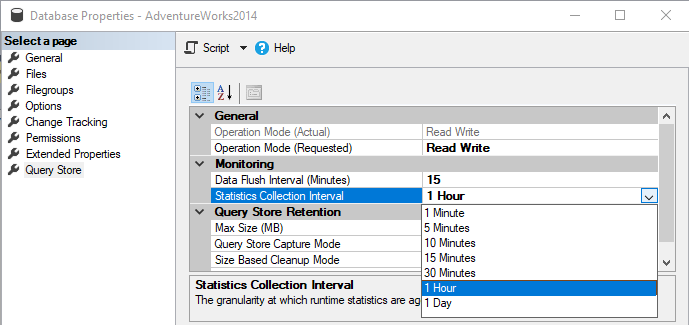 Database Properties - AdventureWorks2014
Select a page
General
Files
Filegroups
Options
Change Tracking
Permissions
Extended Properties
Query Store
Script Help
General
Operation Mode (Actual) Read Write
Operation Mode (Requested) Read Write
Monitoring
Data Flush Interval (Minutes) 15
Statistics Collection Interval 1 Hour
Query Store Retention
Max Size (MB)
Query Store Capture Mode
Size Based Cleanup Mode
1 Minute
5 Minutes
10 Minutes
15 Minutes
30 Minutes
1 Hour
1 Day
Statistics Collection Interval
The granularity at which runtime statistics are ag